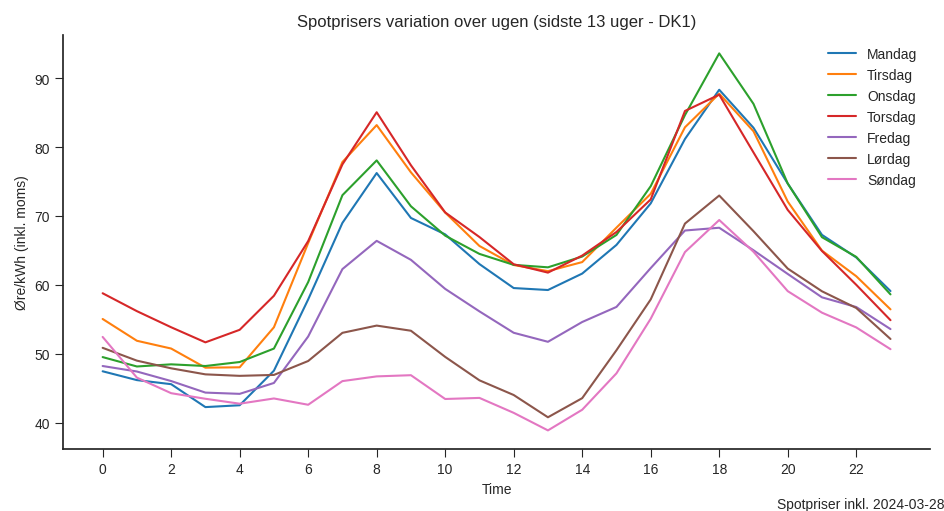 Spotprisers variation over ugen (sidste 13 uger - DK1)
Mandag
Tirsdag
Onsdag
Torsdag
Fredag
Lørdag
Søndag
Øre/kWh (inkl. moms)
90
80
70
60
50
40
0 2 4 6 8 10 12 14 16 18 20 22
Time
Spotpriser inkl. 2024-03-28